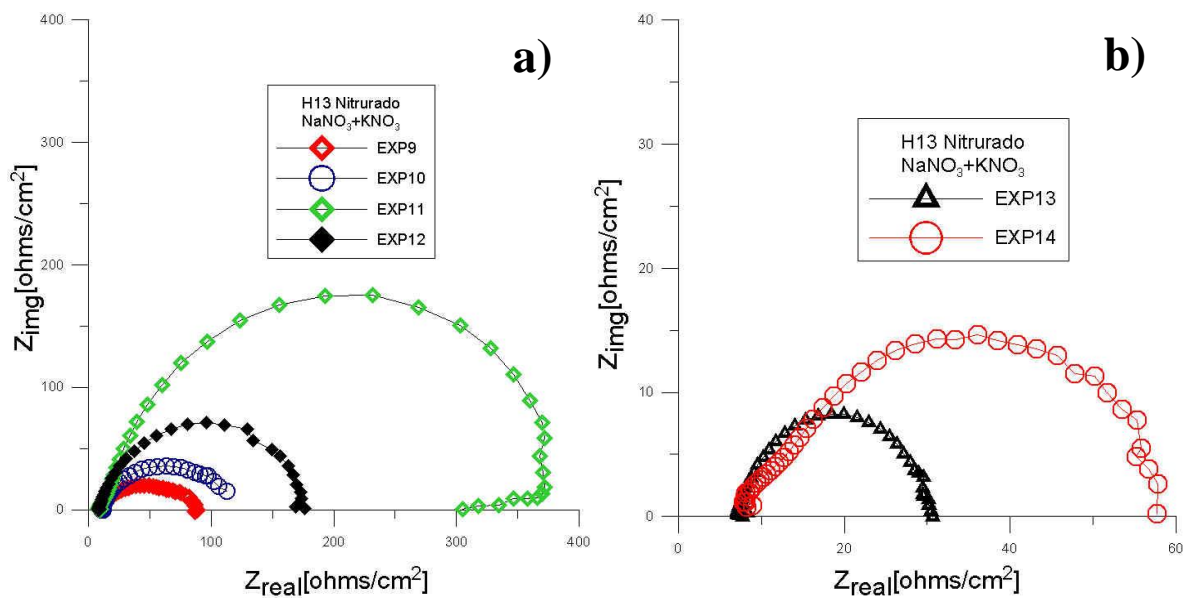 a)
400
300
200
100
0
0
100
200
300
400
Zimg[ohms/cm²]
Zreal[ohms/cm²]
H13 Nitrurado
NaNO₃+KNO₃
EXP9
EXP10
EXP11
EXP12
b)
40
30
20
10
0
0
20
40
60
Zimg[ohms/cm²]
Zreal[ohms/cm²]
H13 Nitrurado
NaNO₃+KNO₃
EXP13
EXP14